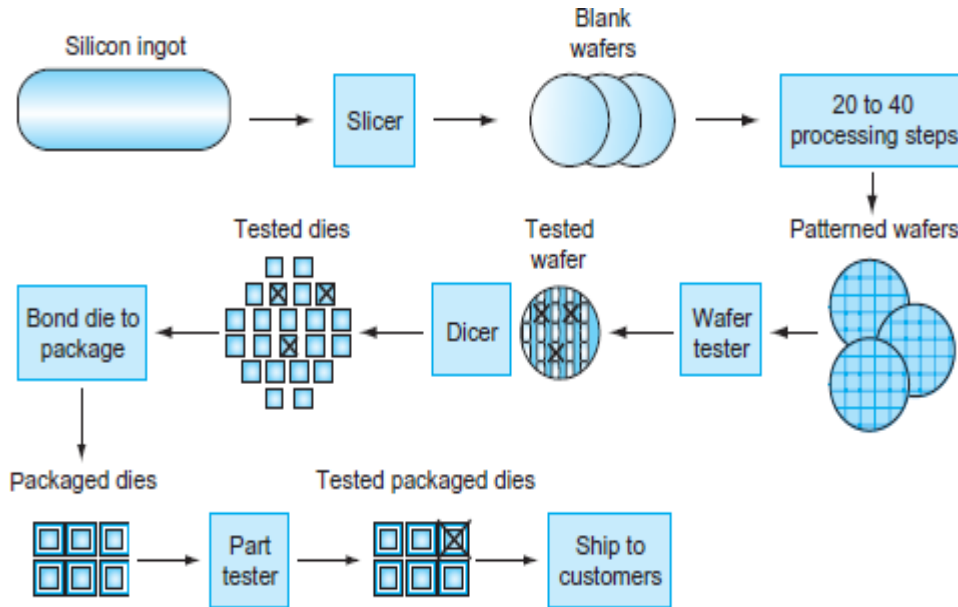 Silicon ingot
Slicer
Blank
wafers
20 to 40
processing steps
Tested dies
Tested
wafer
Patterned wafers
Bond die to
package
Dicer
Wafer
tester
Packaged dies
Tested packaged dies
Part
tester
Ship to
customers